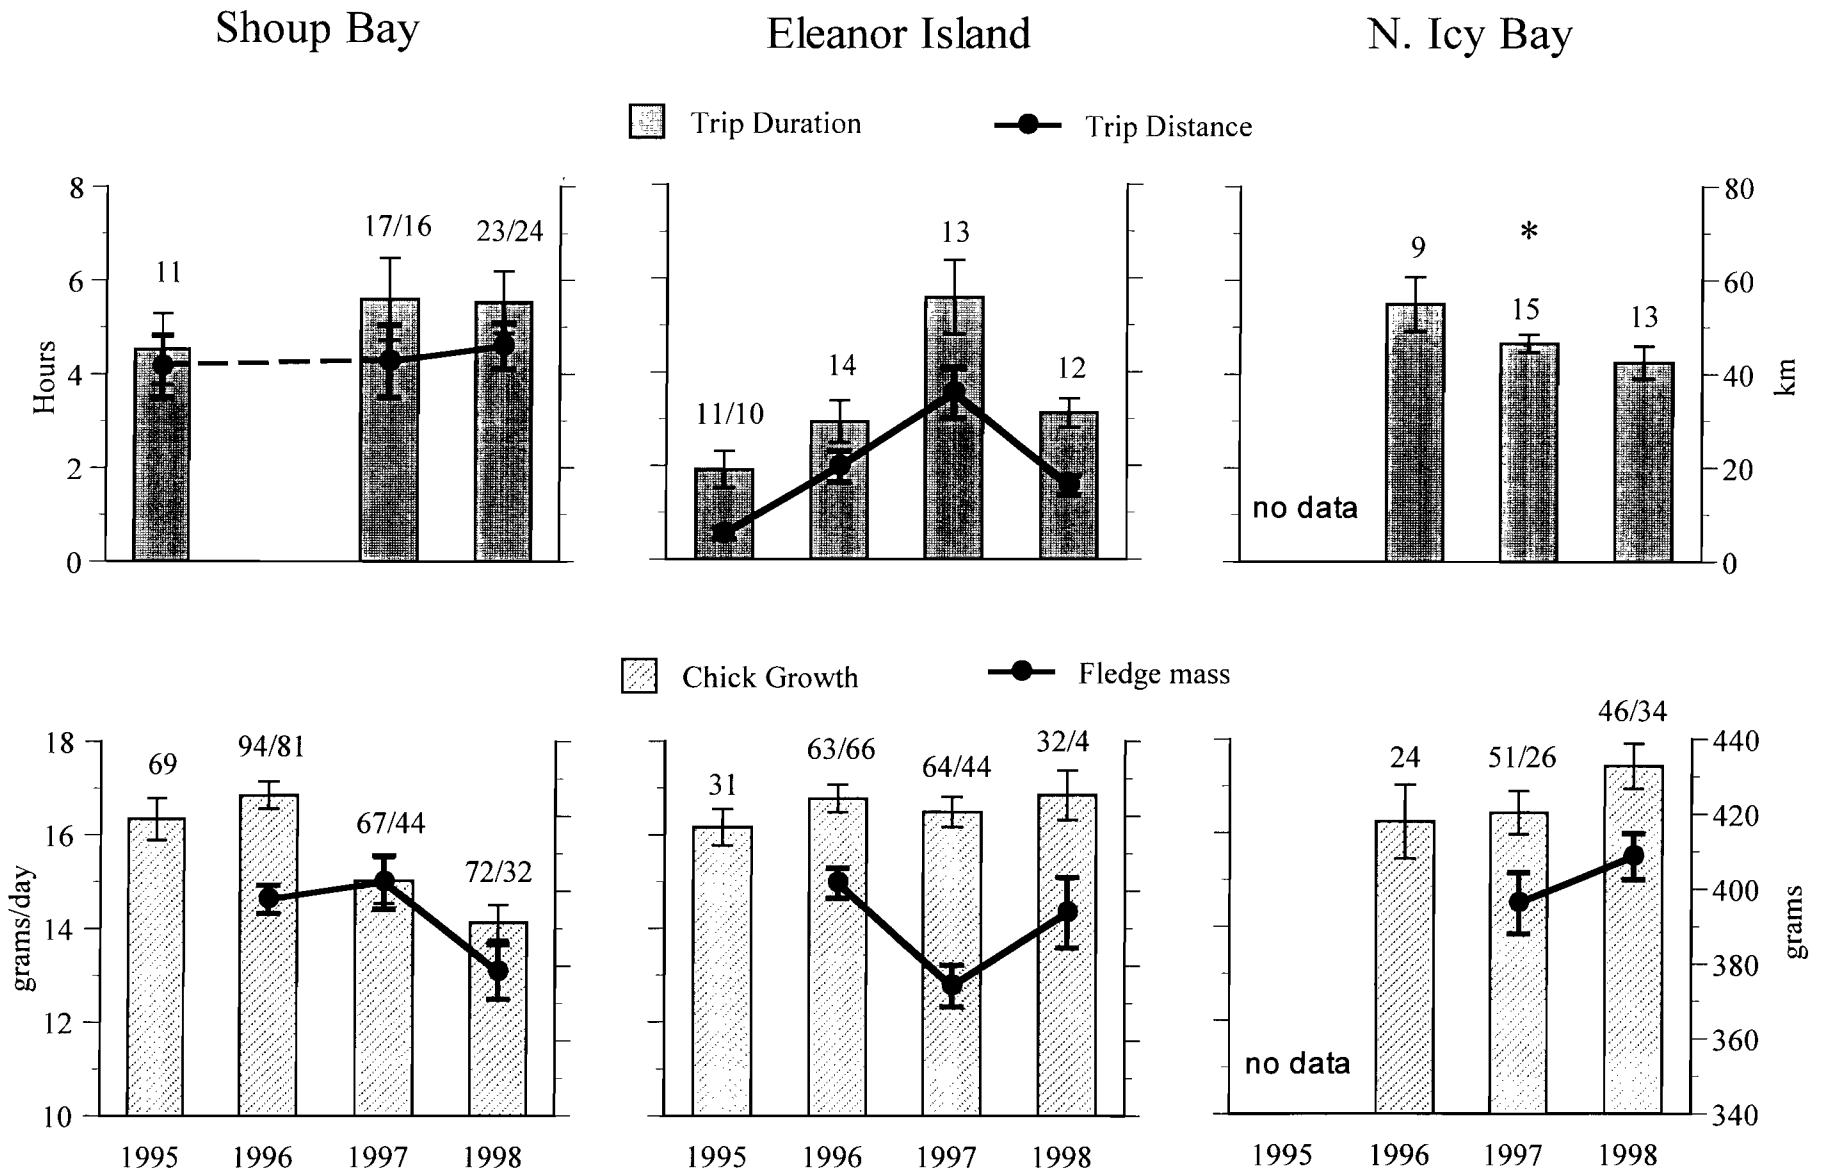 Shoup Bay Eleanor Island N. Icy Bay
Trip Duration Trip Distance
8 80
17/16 23/24 13 * 
11 9
6 60
14 12 15 13
11/10
Hours 4 40 km
2 20
no data
0 0
Chick Growth Fledge mass
46/34
18 94/81 63/66 32/4 440
69 31 64/44 24 51/26
67/44
16 420
72/32
grams/day 400 grams
14
380
12
360
no data
10 340
1995 1996 1997 1998 1995 1996 1997 1998 1995 1996 1997 1998